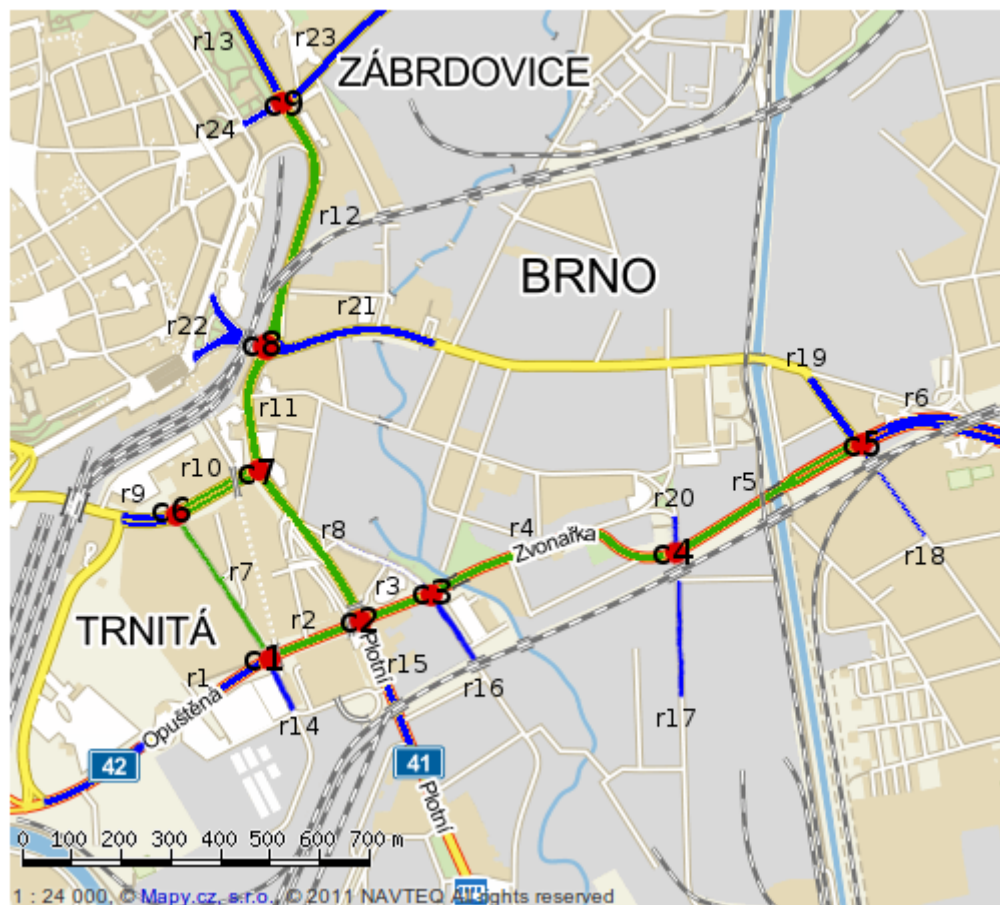 r13
r23
ZÁBRDOVICE
c9
r24
r12
BRNO
r21
r22
c8
r19
r11
r6
c5
r10
c7
r5
r9
c6
r20
r4
Zvonařka
r8
c4
r18
r7
r3
c3
TRNITÁ
r2
c2
c1
Plotní
r15
r1
r16
r14
r17
Opuštěná
42
41
Plotní
0 100 200 300 400 500 600 700 m
1 : 24 000, © Mapy.cz, s.r.o., © 2011 NAVTEQ All rights reserved